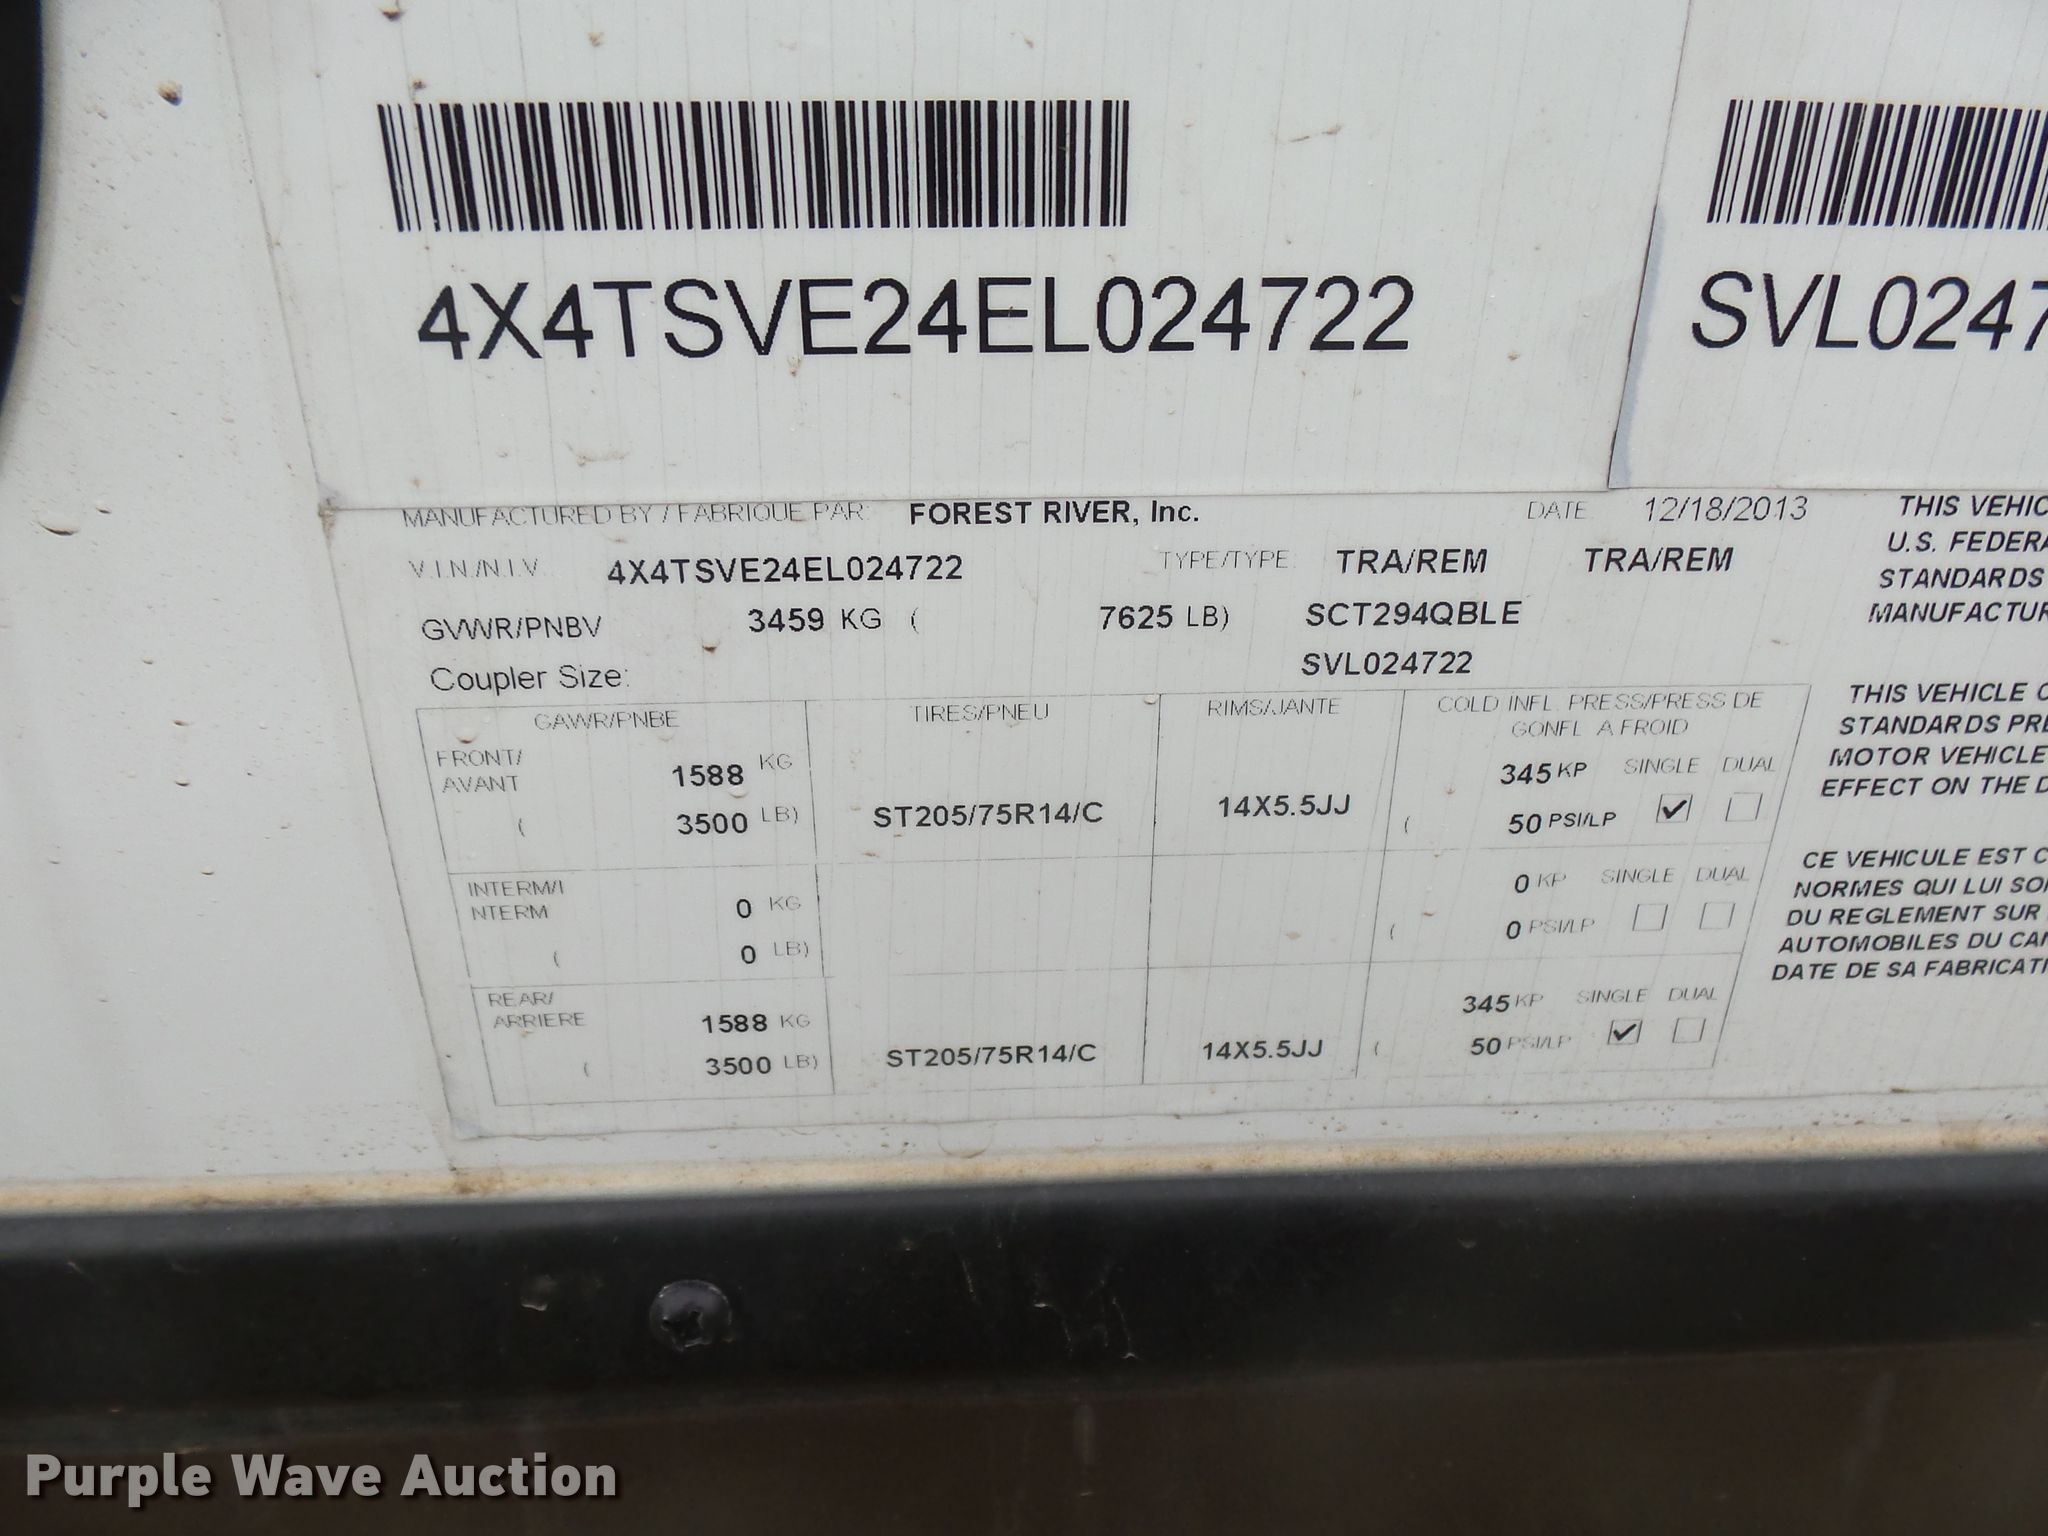 4X4TSVE24EL024722
SVL0247
MANUFACTURED BY / FABRIQUE PAR: FOREST RIVER, Inc. DATE 12/18/2013
V.I.N./N.I.V. 4X4TSVE24EL024722 TYPE/TYPE: TRA/REM TRA/REM
GVWR/PNBV 3459 KG ( 7625 LB) SCT294QBLE
Coupler Size: SVL024722
GAWR/PNBE TIRES/PNEU RIMS/JANTE COLD INFL. PRESS/PRESS DE
GONFL A FROID
FRONT/
AVANT 1588 KG 345 KP SINGLE DUAL
( 3500 LB) ST205/75R14/C 14X5.5JJ ( 50 PSI/LP
INTERM/I
NTERM 0 KG 0 KP SINGLE DUAL
( 0 LB) ( 0 PSI/LP
REAR/
ARRIERE 1588 KG 345 KP SINGLE DUAL
( 3500 LB) ST205/75R14/C 14X5.5JJ ( 50 PSI/LP
THIS VEHIC
U.S. FEDERA
STANDARDS
MANUFACTUR
THIS VEHICLE C
STANDARDS PRE
MOTOR VEHICLE
EFFECT ON THE D
CE VEHICULE EST C
NORMES QUI LUI SO
DU REGLEMENT SUR
AUTOMOBILES DU CAN
DATE DE SA FABRICATI
Purple Wave Auction